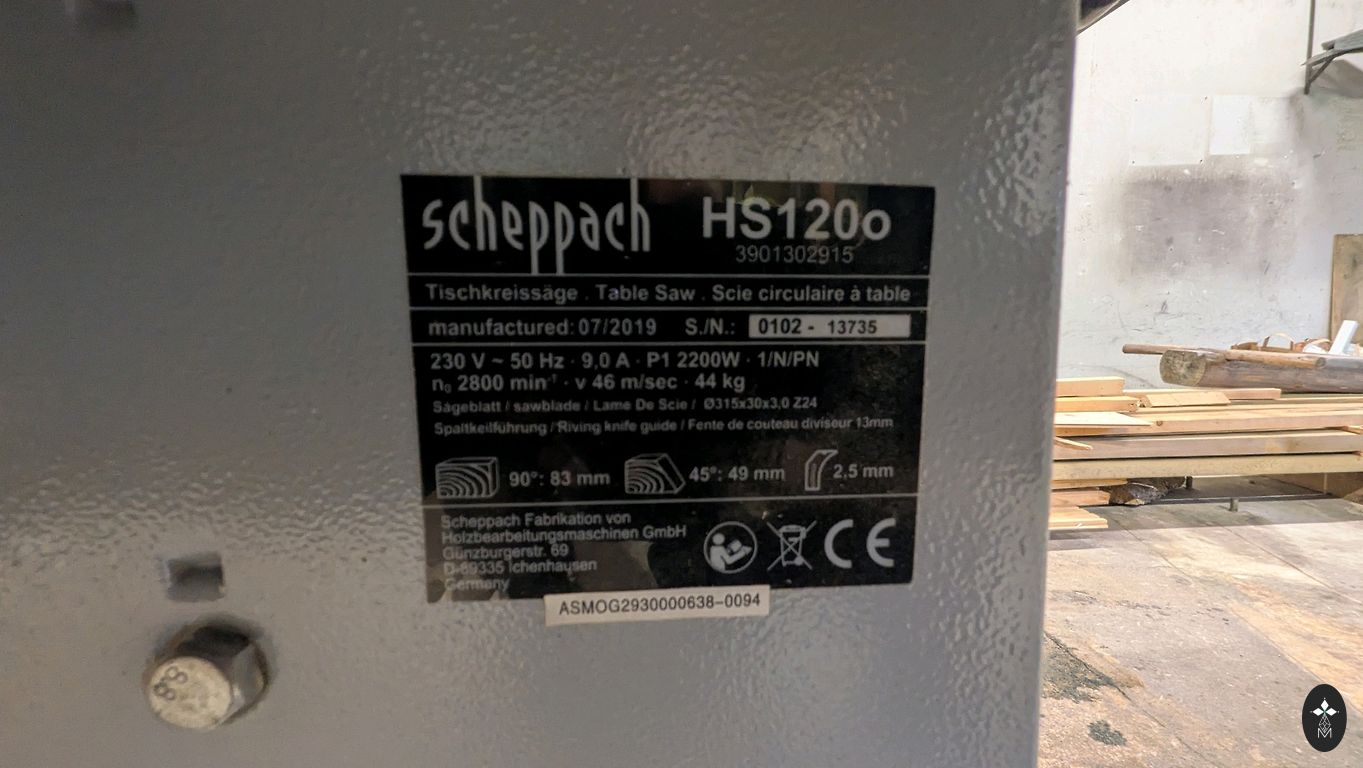 scheppach HS120o
3901302915
Tischkreissäge . Table Saw . Scie circulaire à table
manufactured: 07/2019 S./N.: 0102 - 13735
230 V ~ 50 Hz · 9,0 A · P1 2200W · 1/N/PN
n₀ 2800 min⁻¹ · v 46 m/sec · 44 kg
Sägeblatt / sawblade / Lame De Scie / Ø315x30x3,0 Z24
Spaltkeilführung / Riving knife guide / Fente de couteau diviseur 13mm
90°: 83 mm 45°: 49 mm 2,5 mm
Scheppach Fabrikation von
Holzbearbeitungsmaschinen GmbH
Günzburgerstr. 69
D-89335 Ichenhausen
Germany
CE
ASMOG2930000638-0094
88
M